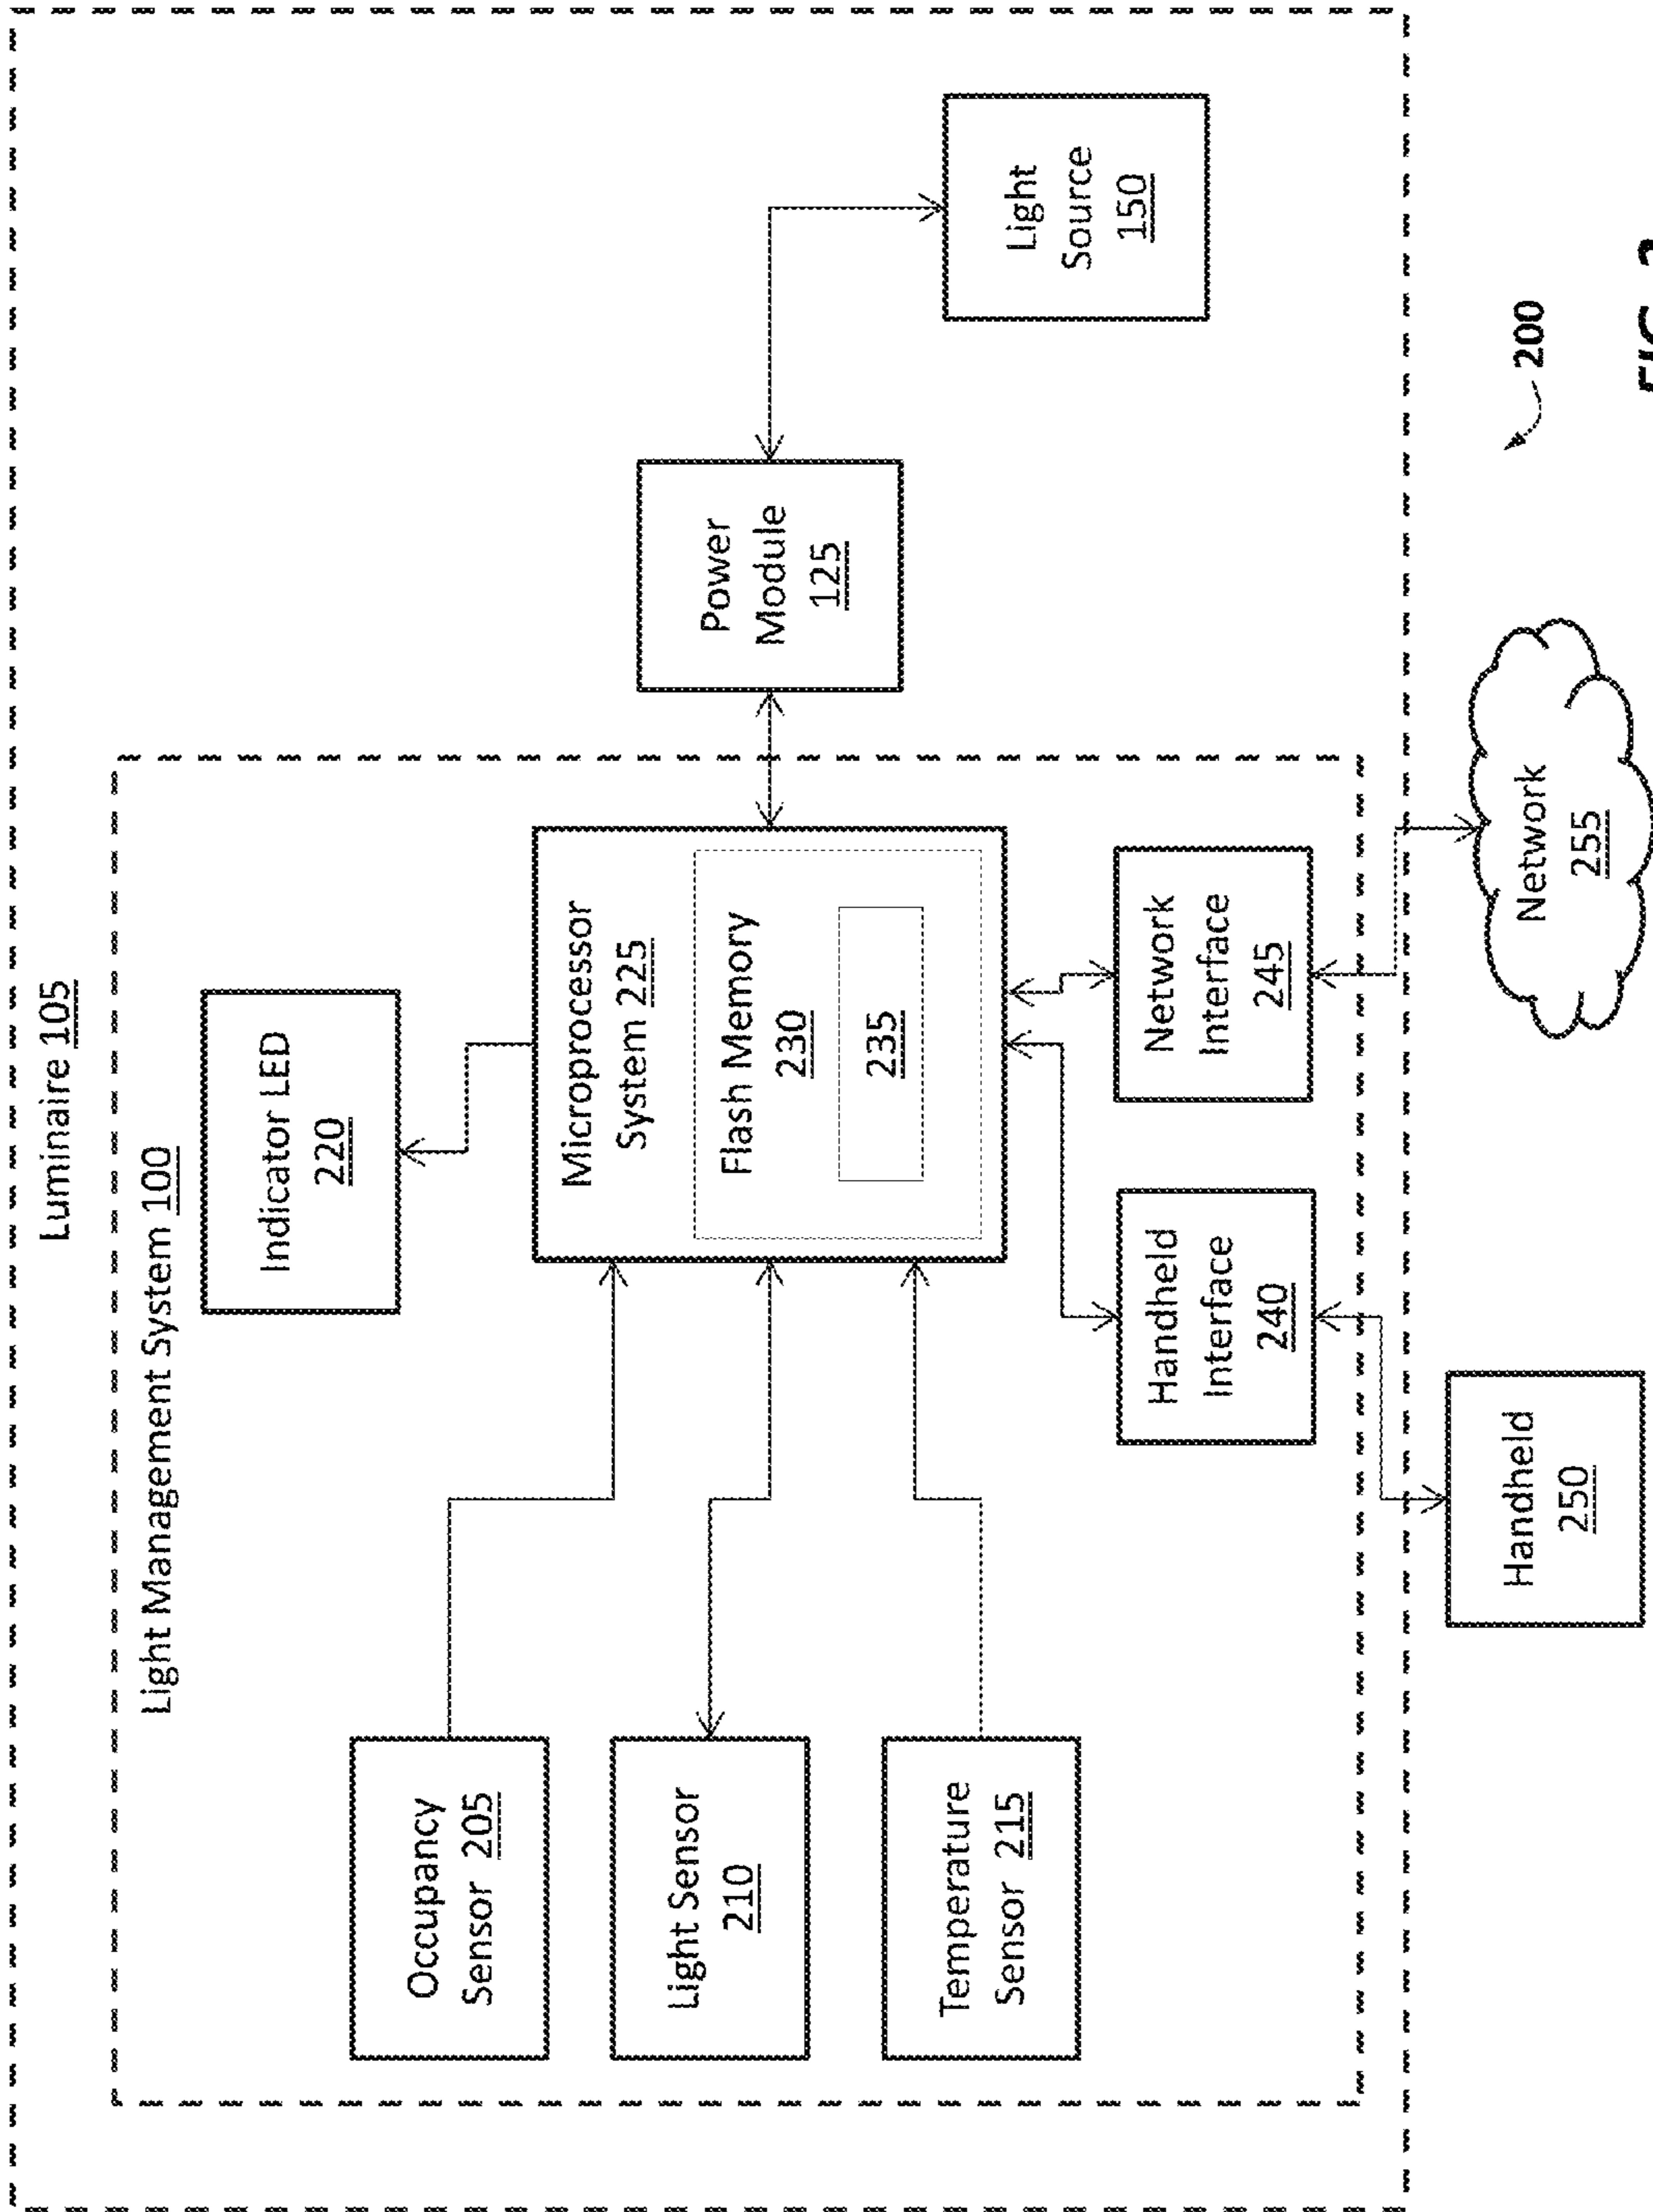 Luminaire 105
Light Management System 100
Indicator LED
220
Occupancy
Sensor 205
Light Sensor
210
Temperature
Sensor 215
Microprocessor
System 225
Flash Memory
230
235
Power
Module
125
Light
Source
150
Handheld
Interface
240
Network
Interface
245
Handheld
250
Network
255
200